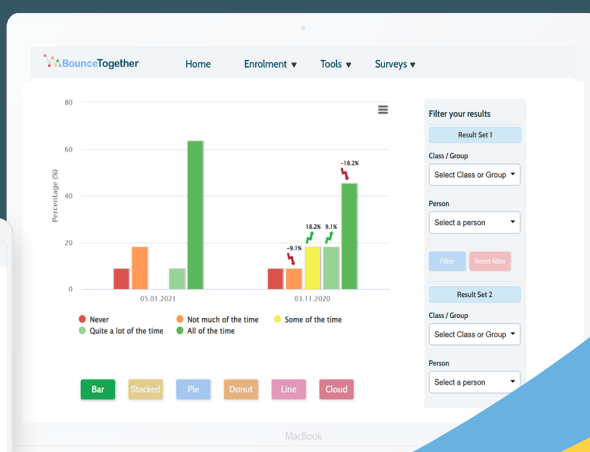 BounceTogether
Home Enrolment ▼ Tools ▼ Surveys ▼
80
60
40
20
0
Percentage (%)
-9.1%
18.2%
9.1%
-18.2%
05.01.2021
03.11.2020
Never
Not much of the time
Some of the time
Quite a lot of the time
All of the time
Bar Stacked Pie Donut Line Cloud
Filter your results
Result Set 1
Class / Group
Select Class or Group
Person
Select a person
Filter Reset filter
Result Set 2
Class / Group
Select Class or Group
Person
Select a person
MacBook